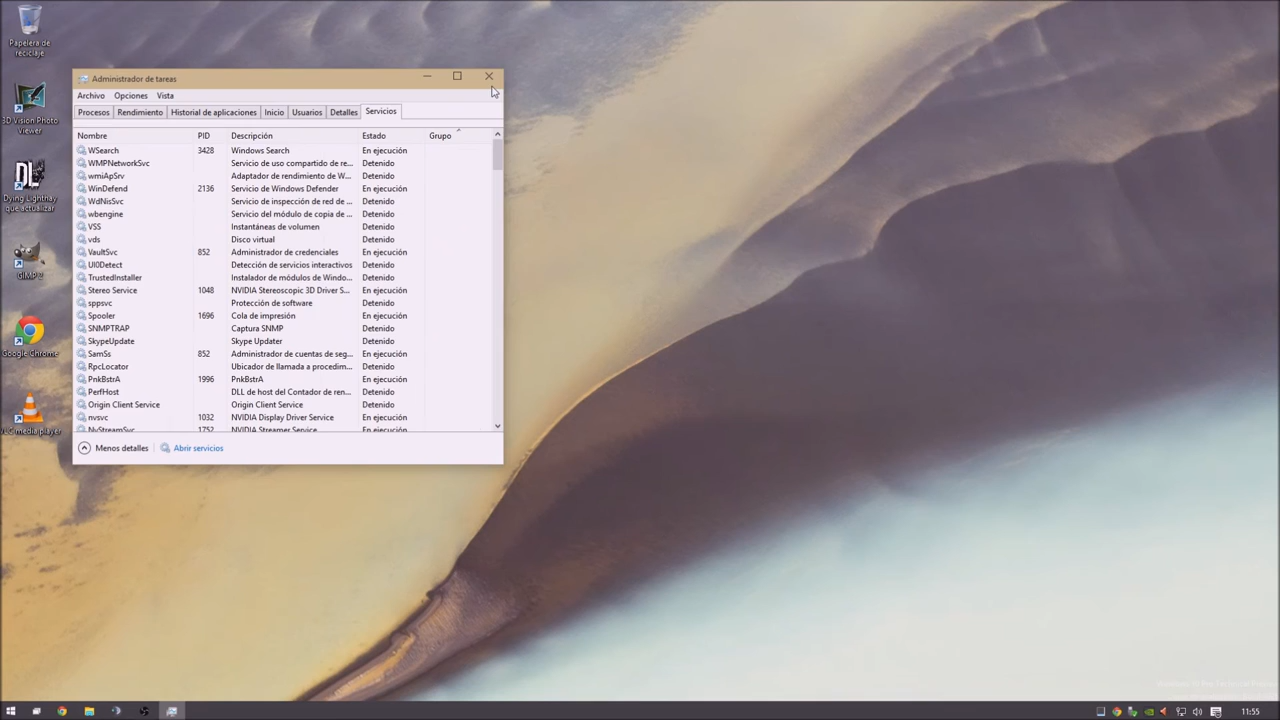 Papelera de
reciclaje
3D Vision Photo
viewer
DL
Dying Light
que actualizar
GIMP 2
Google Chrome
VLC media player
Administrador de tareas
Archivo Opciones Vista
Procesos Rendimiento Historial de aplicaciones Inicio Usuarios Detalles Servicios
Nombre PID Descripción Estado Grupo
WSearch 3428 Windows Search En ejecución
WMPNetworkSvc Servicio de uso compartido de re... Detenido
wmiApSrv Adaptador de rendimiento de W... Detenido
WinDefend 2136 Servicio de Windows Defender En ejecución
WdNisSvc Servicio de inspección de red de ... Detenido
wbengine Servicio del módulo de copia de ... Detenido
VSS Instantáneas de volumen Detenido
vds Disco virtual Detenido
VaultSvc 852 Administrador de credenciales En ejecución
UI0Detect Detección de servicios interactivos Detenido
TrustedInstaller Instalador de módulos de Windo... Detenido
Stereo Service 1048 NVIDIA Stereoscopic 3D Driver S... En ejecución
sppsvc Protección de software Detenido
Spooler 1696 Cola de impresión En ejecución
SNMPTRAP Captura SNMP Detenido
SkypeUpdate Skype Updater Detenido
SamSs 852 Administrador de cuentas de seg... En ejecución
RpcLocator Ubicador de llamada a procedim... Detenido
PnkBstrA 1996 PnkBstrA En ejecución
PerfHost DLL de host del Contador de ren... Detenido
Origin Client Service Origin Client Service Detenido
nvsvc 1032 NVIDIA Display Driver Service En ejecución
NvStreamSvc 1752 NVIDIA Streamer Service En ejecución
Menos detalles Abrir servicios
11:55